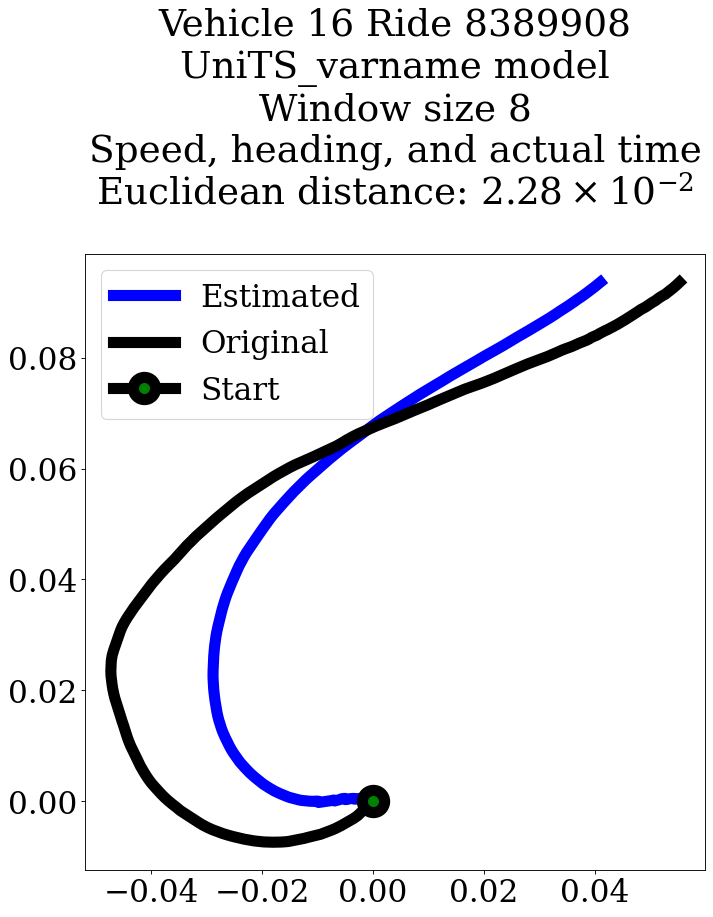 Vehicle 16 Ride 8389908
UniTS_varname model
Window size 8
Speed, heading, and actual time
Euclidean distance: 2.28 × 10⁻²
Estimated
Original
Start
0.08
0.06
0.04
0.02
0.00
−0.04 −0.02 0.00 0.02 0.04